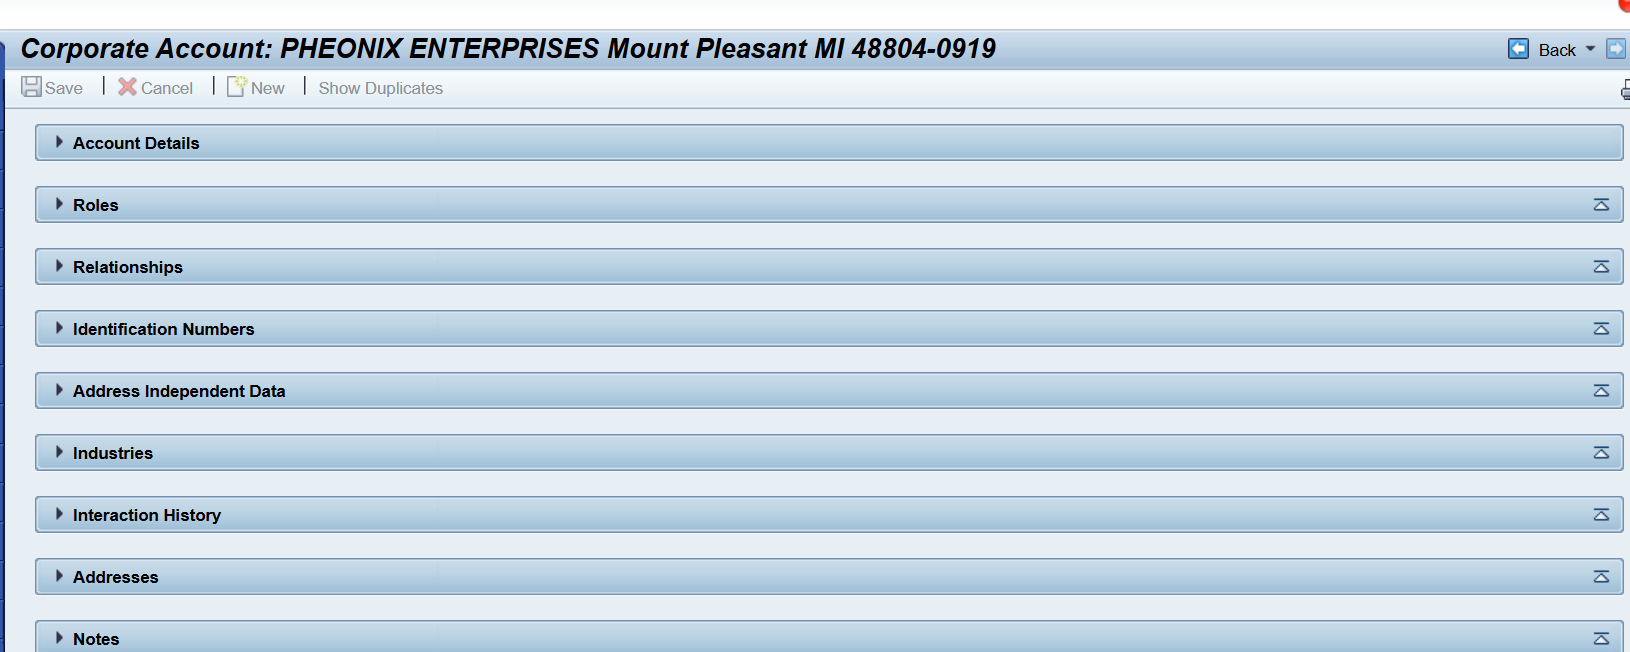 Corporate Account: PHEONIX ENTERPRISES Mount Pleasant MI 48804-0919
Back
Save | Cancel | New | Show Duplicates
Account Details
Roles
Relationships
Identification Numbers
Address Independent Data
Industries
Interaction History
Addresses
Notes